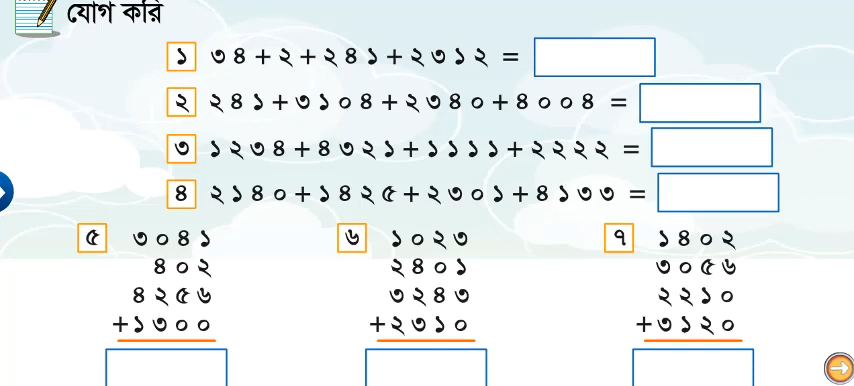 যোগ করি
১ ৩৪+২+২৪১+২৩১২ =
২ ২৪১+৩১০৪+২৩৪০+৪০০৪ =
৩ ১২৩৪+৪৩২১+১১১১+২২২২ =
৪ ২১৪০+১৪২৫+২৩০১+৪১৩৩ =
৫ ৩০৪১
৪০২
৪২৫৬
+১৩০০
৬ ১০২৩
২৪০১
৩২৪৩
+২৩১০
৭ ১৪০২
৩০৫৬
২২১০
+৩১২০